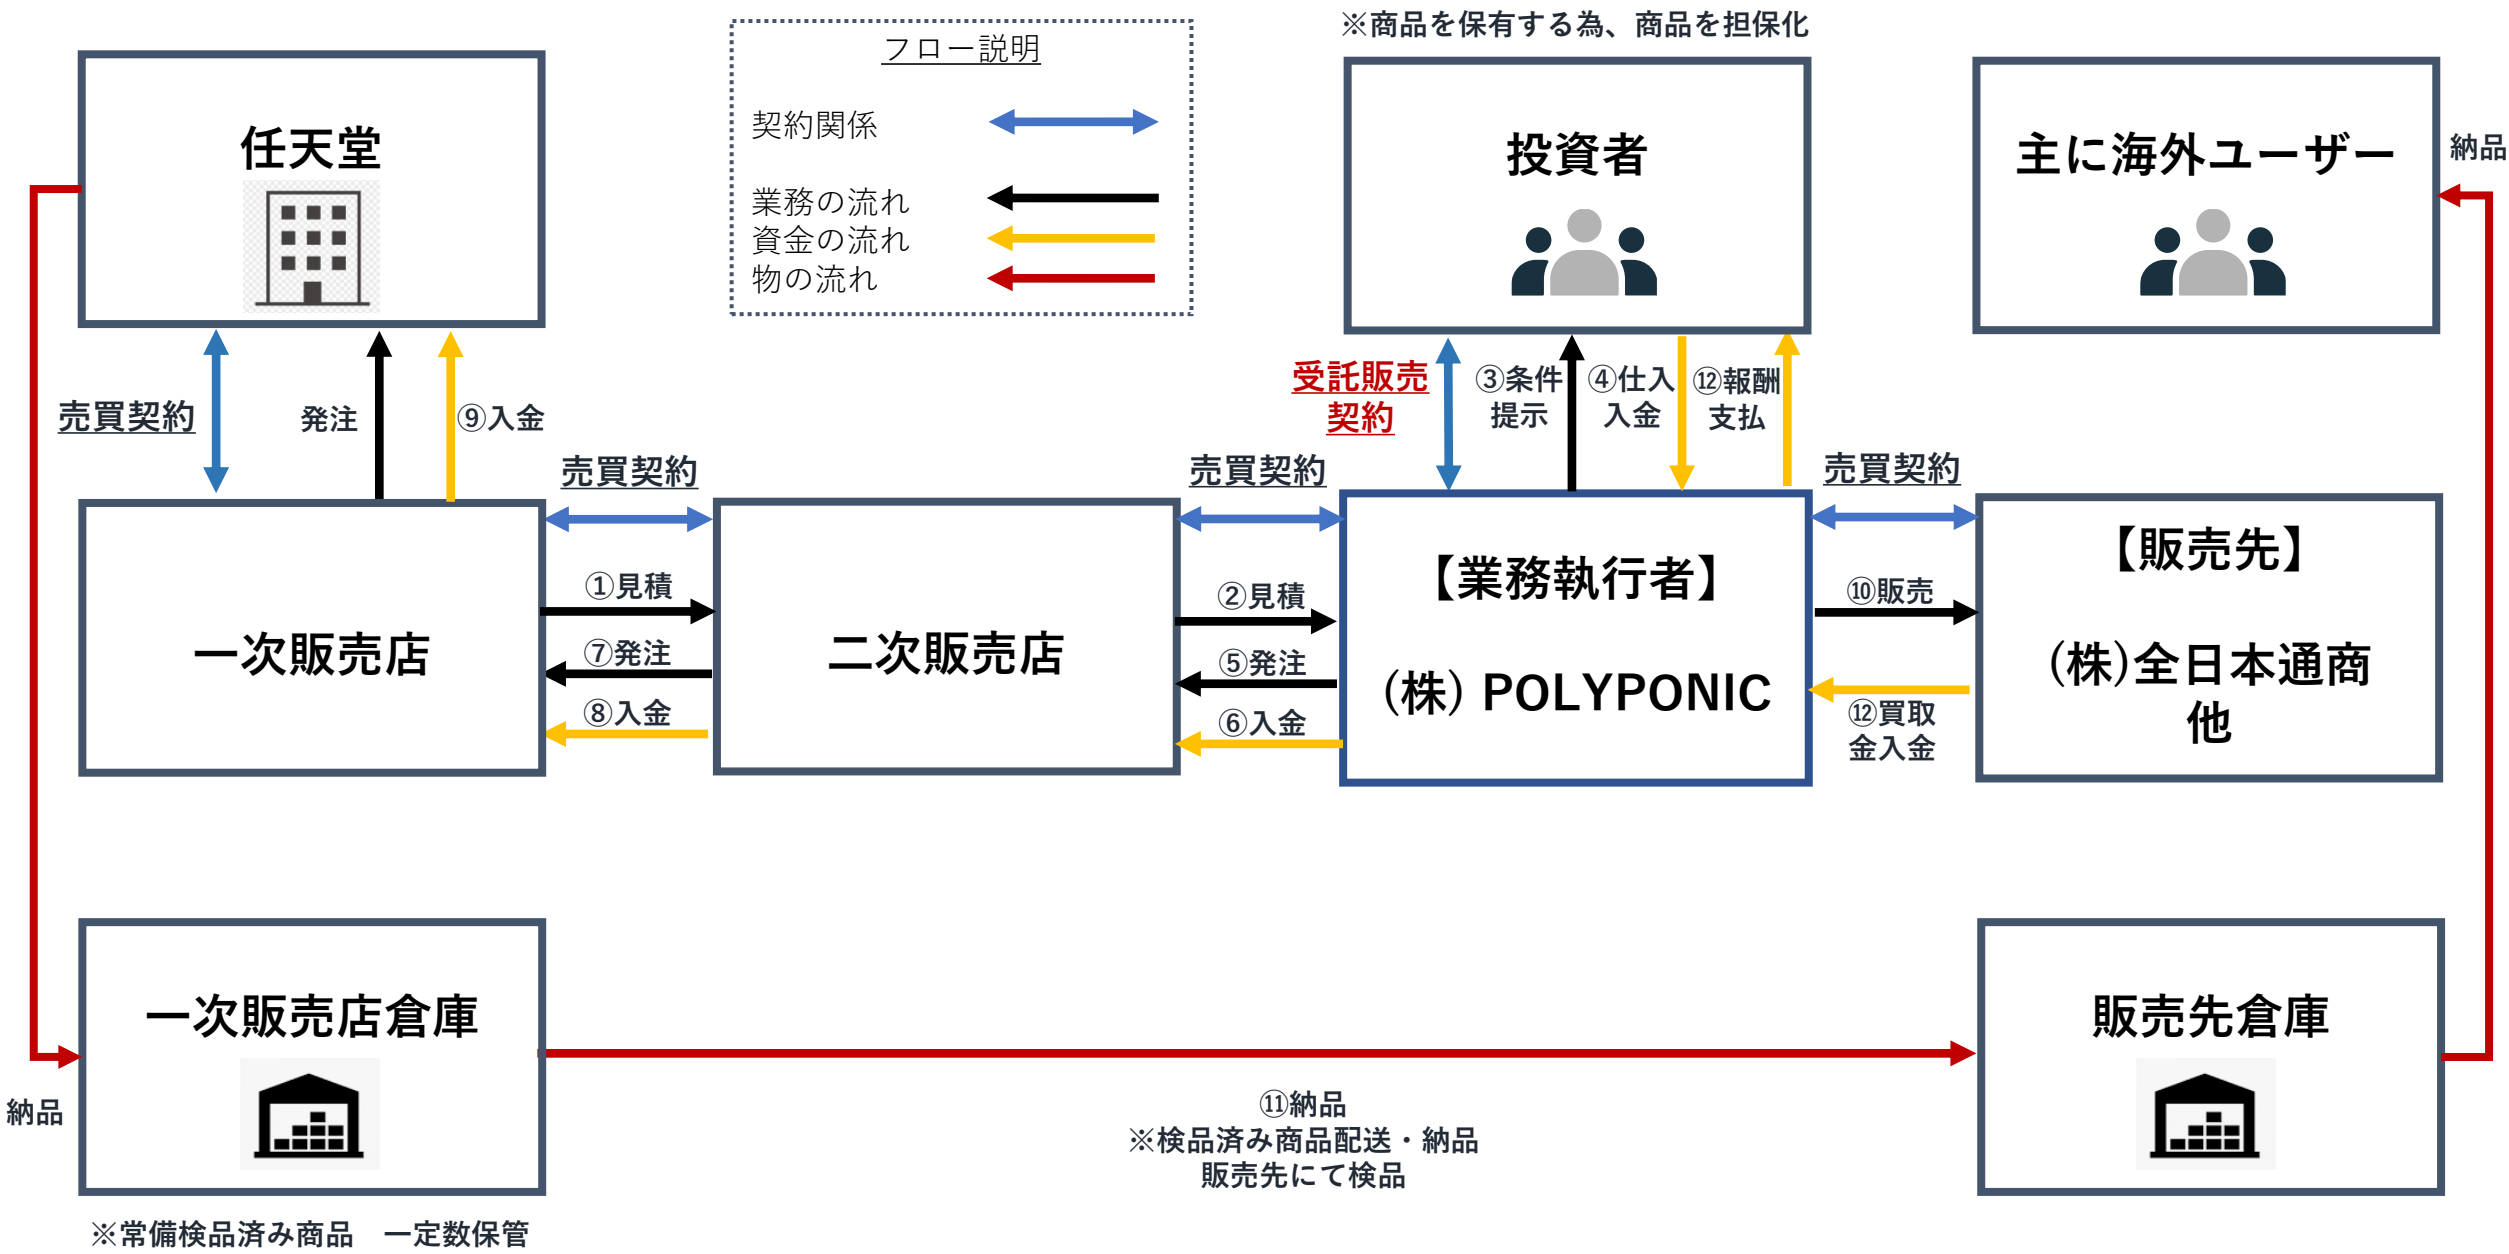 ※商品を保有する為、商品を担保化
フロー説明
契約関係
業務の流れ
資金の流れ
物の流れ
任天堂
投資者
主に海外ユーザー
納品
売買契約
発注
⑨入金
受託販売
契約
③条件
提示
④仕入
入金
⑫報酬
支払
売買契約
売買契約
売買契約
一次販売店
①見積
⑦発注
⑧入金
二次販売店
②見積
⑤発注
⑥入金
【業務執行者】
(株) POLYPONIC
⑩販売
⑫買取
金入金
【販売先】
(株)全日本通商
他
一次販売店倉庫
販売先倉庫
納品
⑪納品
※検品済み商品配送・納品
販売先にて検品
※常備検品済み商品　一定数保管